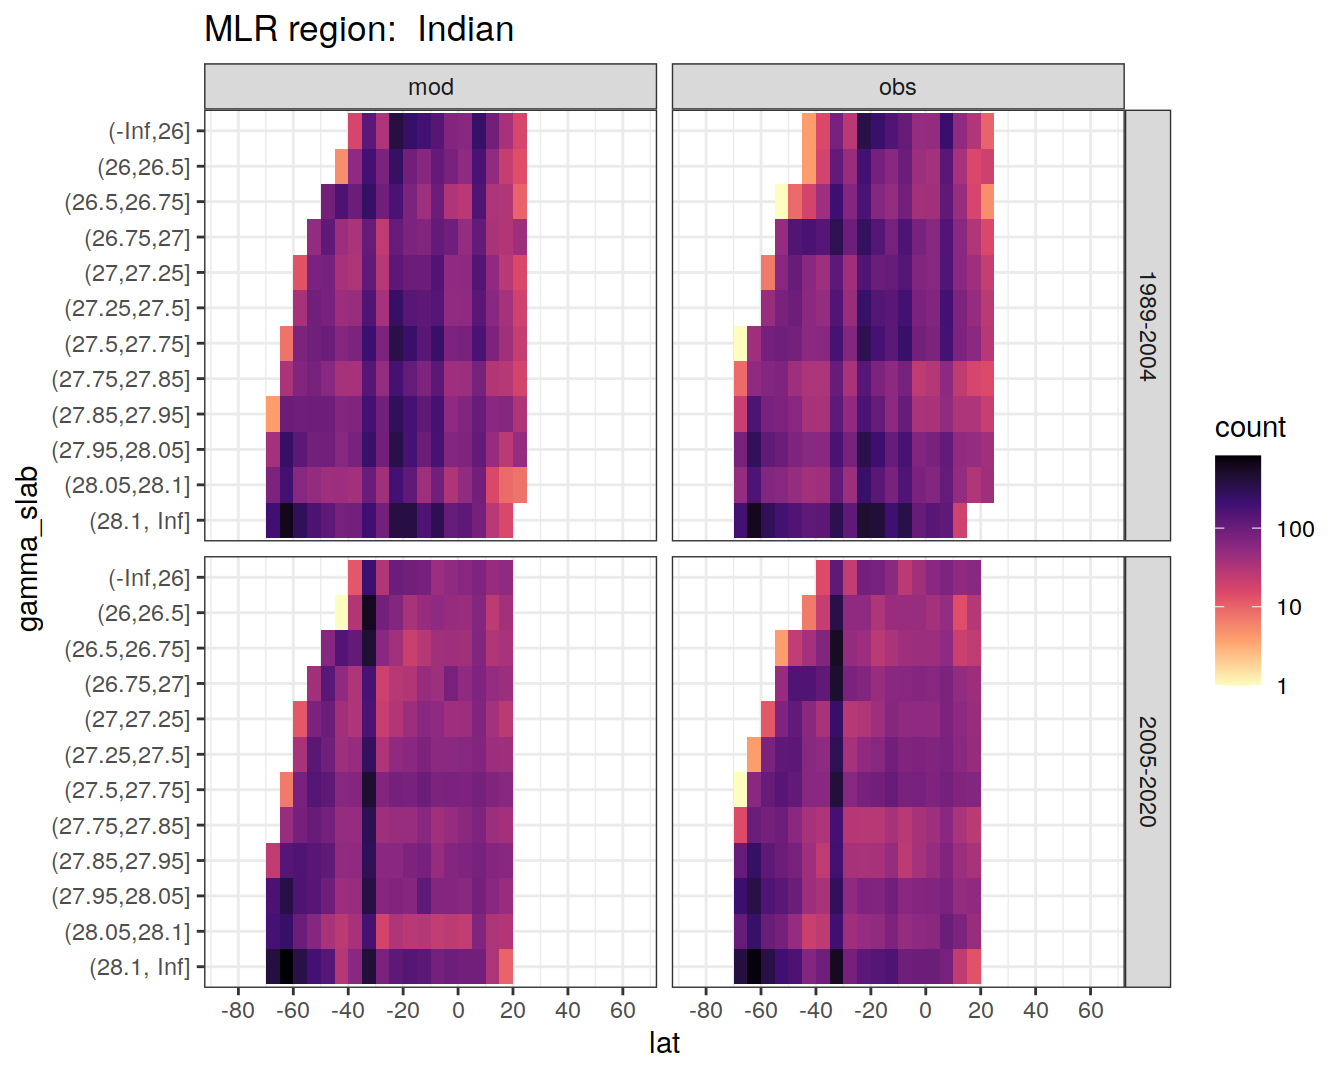 MLR region:  Indian
mod
obs
(-Inf,26]
(26,26.5]
(26.5,26.75]
(26.75,27]
(27,27.25]
(27.25,27.5]
(27.5,27.75]
(27.75,27.85]
(27.85,27.95]
(27.95,28.05]
(28.05,28.1]
(28.1, Inf]
1989-2004
(-Inf,26]
(26,26.5]
(26.5,26.75]
(26.75,27]
(27,27.25]
(27.25,27.5]
(27.5,27.75]
(27.75,27.85]
(27.85,27.95]
(27.95,28.05]
(28.05,28.1]
(28.1, Inf]
2005-2020
gamma_slab
-80 -60 -40 -20 0 20 40 60
-80 -60 -40 -20 0 20 40 60
lat
count
100
10
1